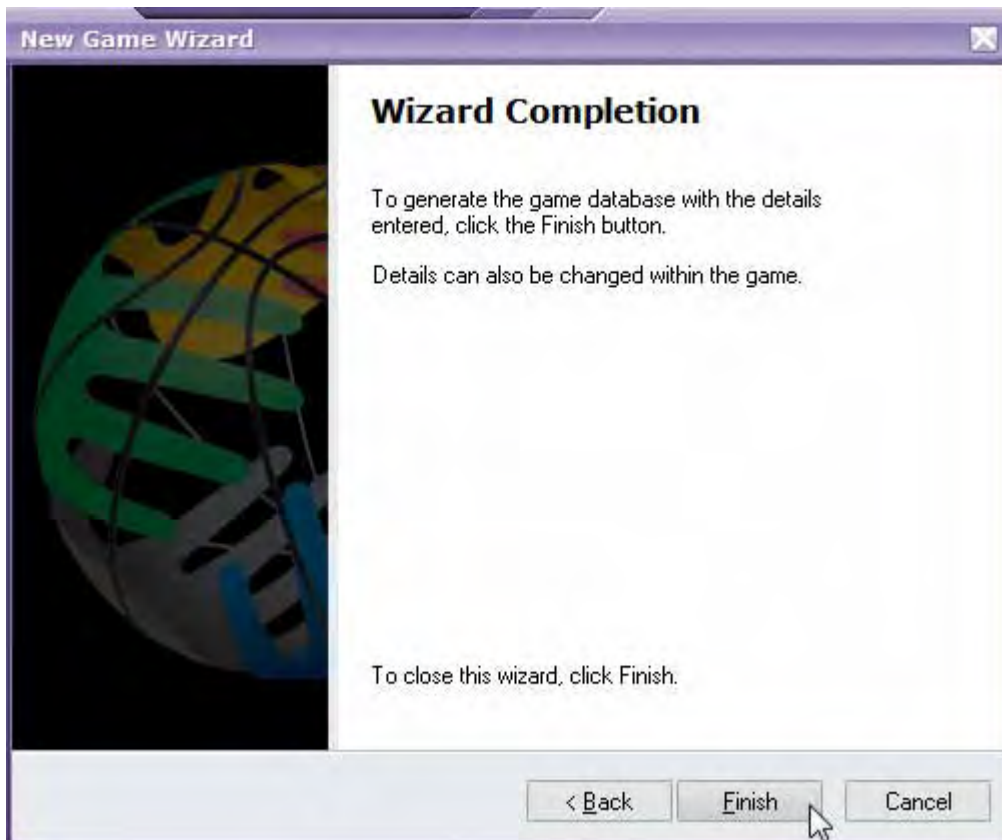 New Game Wizard
Wizard Completion
To generate the game database with the details
entered, click the Finish button.
Details can also be changed within the game.
To close this wizard, click Finish.
< Back
Finish
Cancel